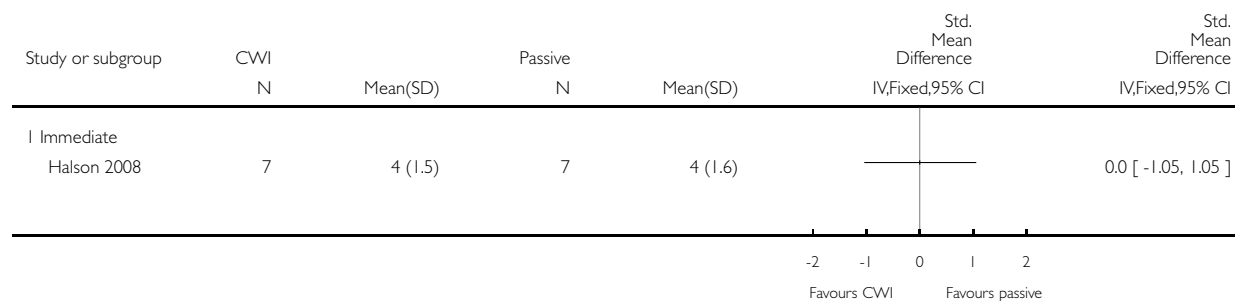 Std.
Mean
Difference
Std.
Mean
Difference
Study or subgroup CWI Passive
N Mean(SD) N Mean(SD) IV,Fixed,95% CI IV,Fixed,95% CI
1 Immediate
Halson 2008 7 4 (1.5) 7 4 (1.6) 0.0 [ -1.05, 1.05 ]
-2 -1 0 1 2
Favours CWI Favours passive